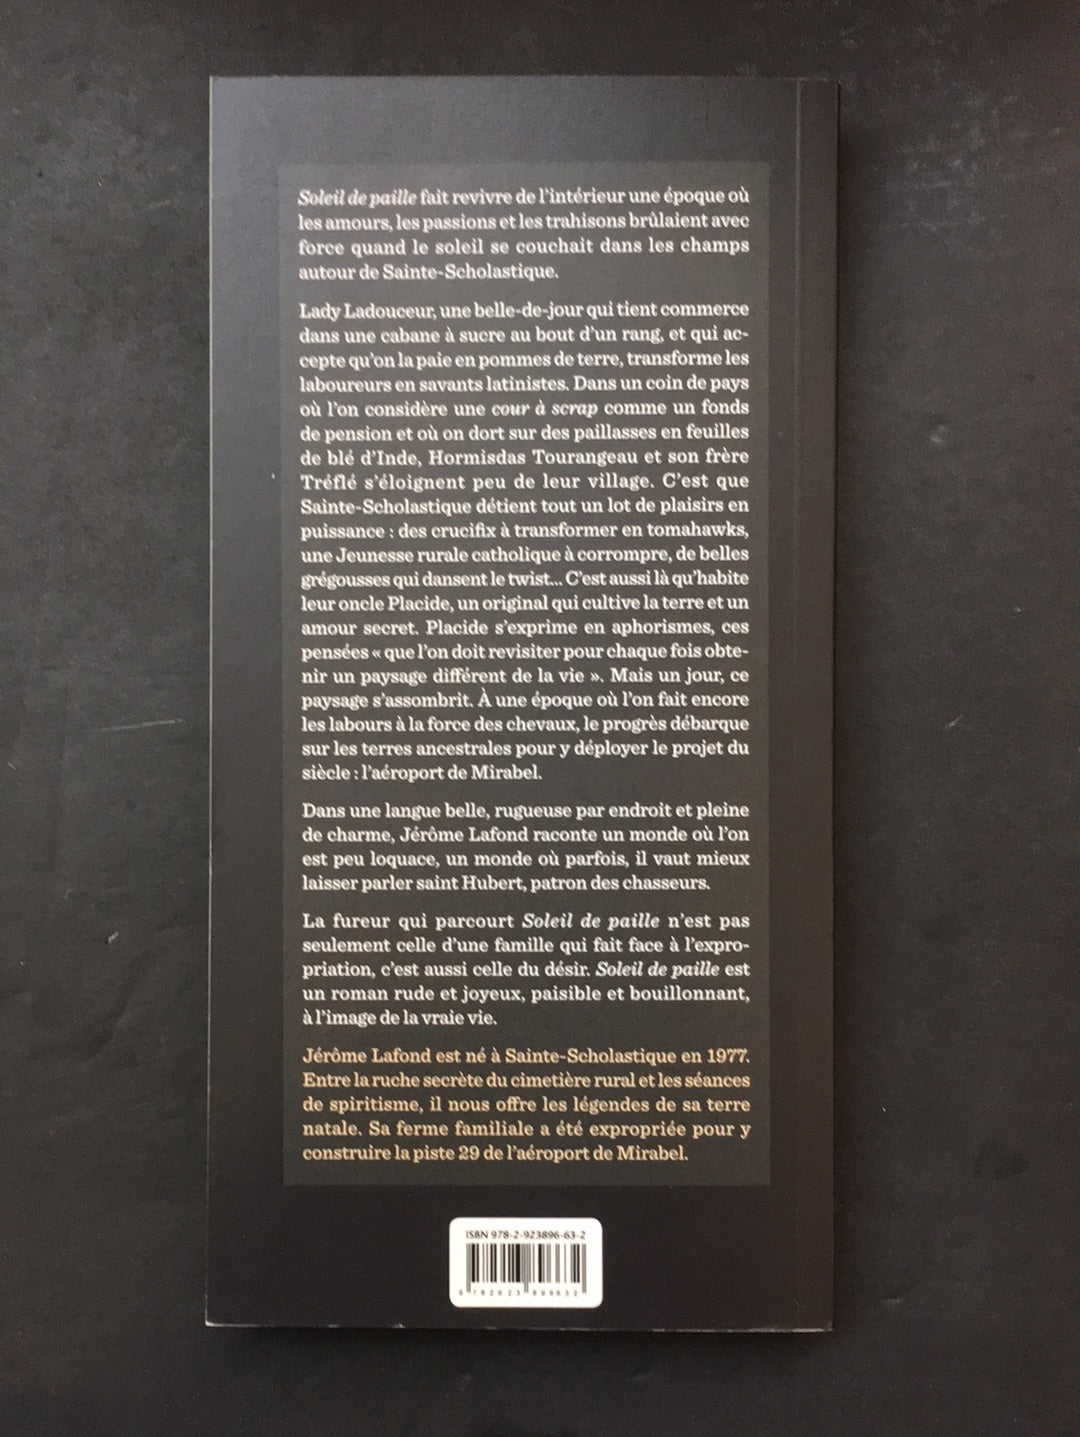 Soleil de paille fait revivre de l'intérieur une époque où
les amours, les passions et les trahisons brûlaient avec
force quand le soleil se couchait dans les champs
autour de Sainte-Scholastique.
Lady Ladouceur, une belle-de-jour qui tient commerce
dans une cabane à sucre au bout d'un rang, et qui ac-
cepte qu'on la paie en pommes de terre, transforme les
laboureurs en savants latinistes. Dans un coin de pays
où l'on considère une cour à scrap comme un fonds
de pension et où on dort sur des paillasses en feuilles
de blé d'Inde, Hormisdas Tourangeau et son frère
Tréflé s'éloignent peu de leur village. C'est que
Sainte-Scholastique détient tout un lot de plaisirs en
puissance : des crucifix à transformer en tomahawks,
une Jeunesse rurale catholique à corrompre, de belles
grégousses qui dansent le twist... C'est aussi là qu'habite
leur oncle Placide, un original qui cultive la terre et un
amour secret. Placide s'exprime en aphorismes, ces
pensées « que l'on doit revisiter pour chaque fois obte-
nir un paysage différent de la vie ». Mais un jour, ce
paysage s'assombrit. À une époque où l'on fait encore
les labours à la force des chevaux, le progrès débarque
sur les terres ancestrales pour y déployer le projet du
siècle : l'aéroport de Mirabel.
Dans une langue belle, rugueuse par endroit et pleine
de charme, Jérôme Lafond raconte un monde où l'on
est peu loquace, un monde où parfois, il vaut mieux
laisser parler saint Hubert, patron des chasseurs.
La fureur qui parcourt Soleil de paille n'est pas
seulement celle d'une famille qui fait face à l'expro-
priation, c'est aussi celle du désir. Soleil de paille est
un roman rude et joyeux, paisible et bouillonnant,
à l'image de la vraie vie.
Jérôme Lafond est né à Sainte-Scholastique en 1977.
Entre la ruche secrète du cimetière rural et les séances
de spiritisme, il nous offre les légendes de sa terre
natale. Sa ferme familiale a été expropriée pour y
construire la piste 29 de l'aéroport de Mirabel.
ISBN 978-2-923896-63-2
9 782923 896632